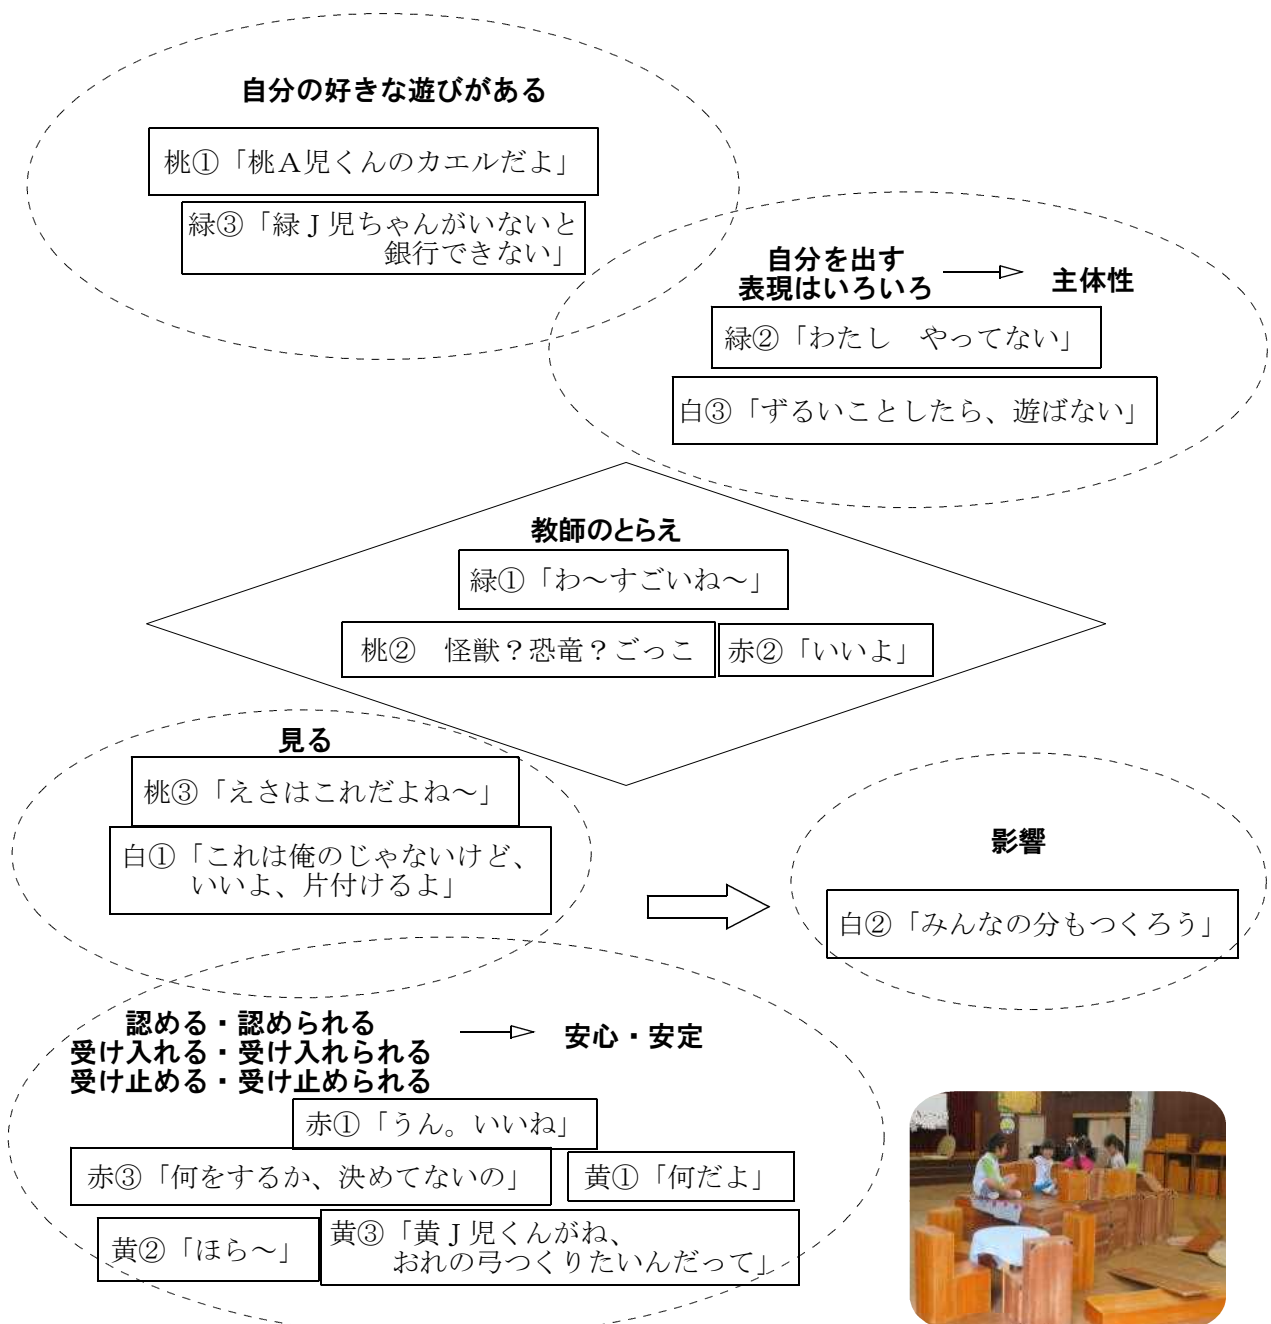 自分の好きな遊びがある
桃①「桃Ａ児くんのカエルだよ」
緑③「緑Ｊ児ちゃんがいないと
銀行できない」
自分を出す
表現はいろいろ
主体性
緑②「わたし　やってない」
白③「ずるいことしたら、遊ばない」
教師のとらえ
緑①「わ～すごいね～」
桃②　怪獣？恐竜？ごっこ
赤②「いいよ」
見る
桃③「えさはこれだよね～」
白①「これは俺のじゃないけど、
いいよ、片付けるよ」
影響
白②「みんなの分もつくろう」
認める・認められる
受け入れる・受け入れられる
受け止める・受け止められる
安心・安定
赤①「うん。いいね」
赤③「何をするか、決めてないの」
黄①「何だよ」
黄②「ほら～」
黄③「黄Ｊ児くんがね、
おれの弓つくりたいんだって」